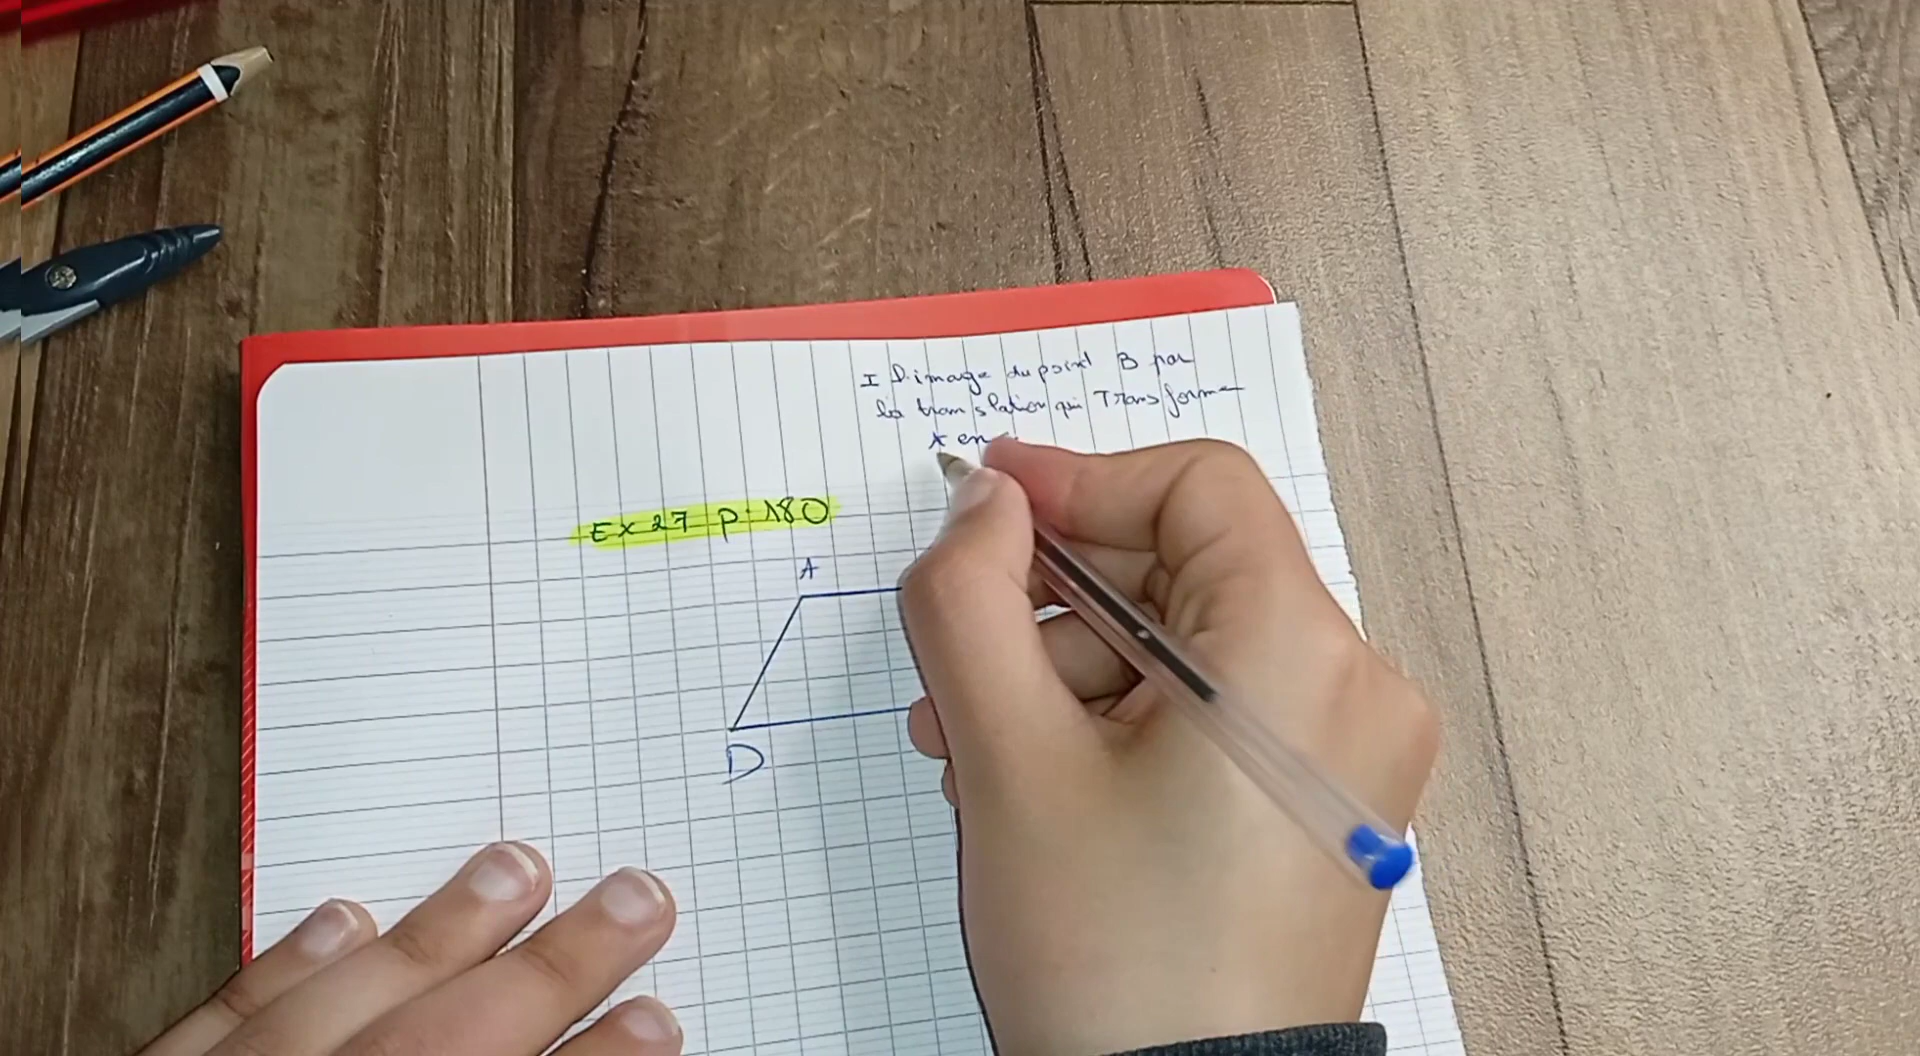 I l'image du point B par
la translation qui Transforme
A en
Ex 27 p: 180
A
D